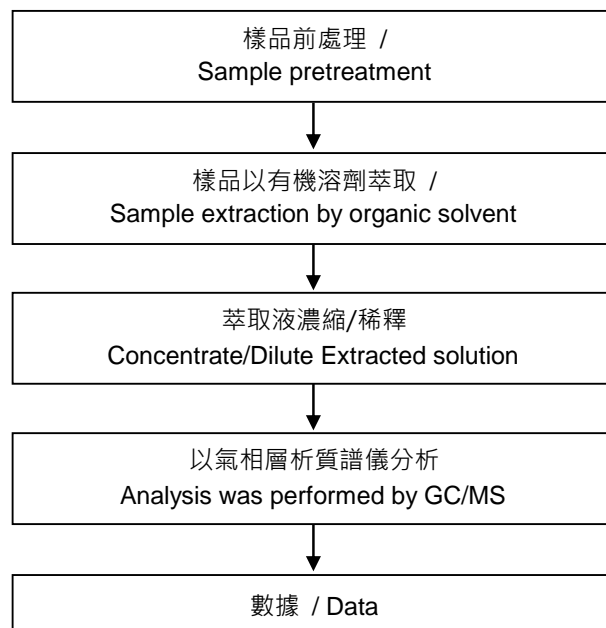 樣品前處理 /
Sample pretreatment
樣品以有機溶劑萃取 /
Sample extraction by organic solvent
萃取液濃縮/稀釋
Concentrate/Dilute Extracted solution
以氣相層析質譜儀分析
Analysis was performed by GC/MS
數據 / Data